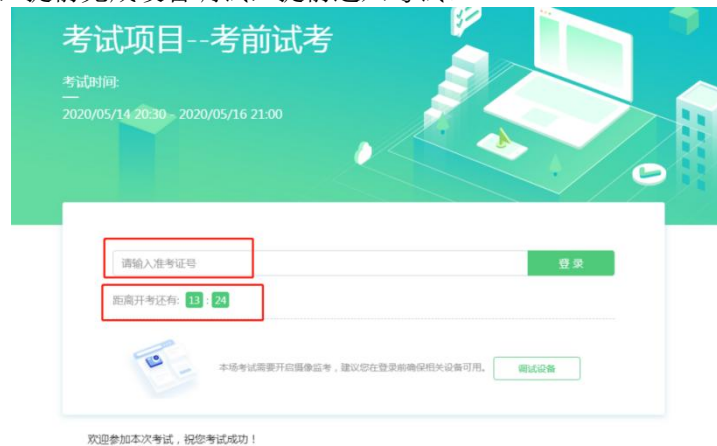 考试项目--考前试考
考试时间:
2020/05/14 20:30 - 2020/05/16 21:00
请输入准考证号
登录
距离开考还有: 13 : 24
本场考试需要开启摄像监考，建议您在登录前确保相关设备可用。 调试设备
欢迎参加本次考试，祝您考试成功！